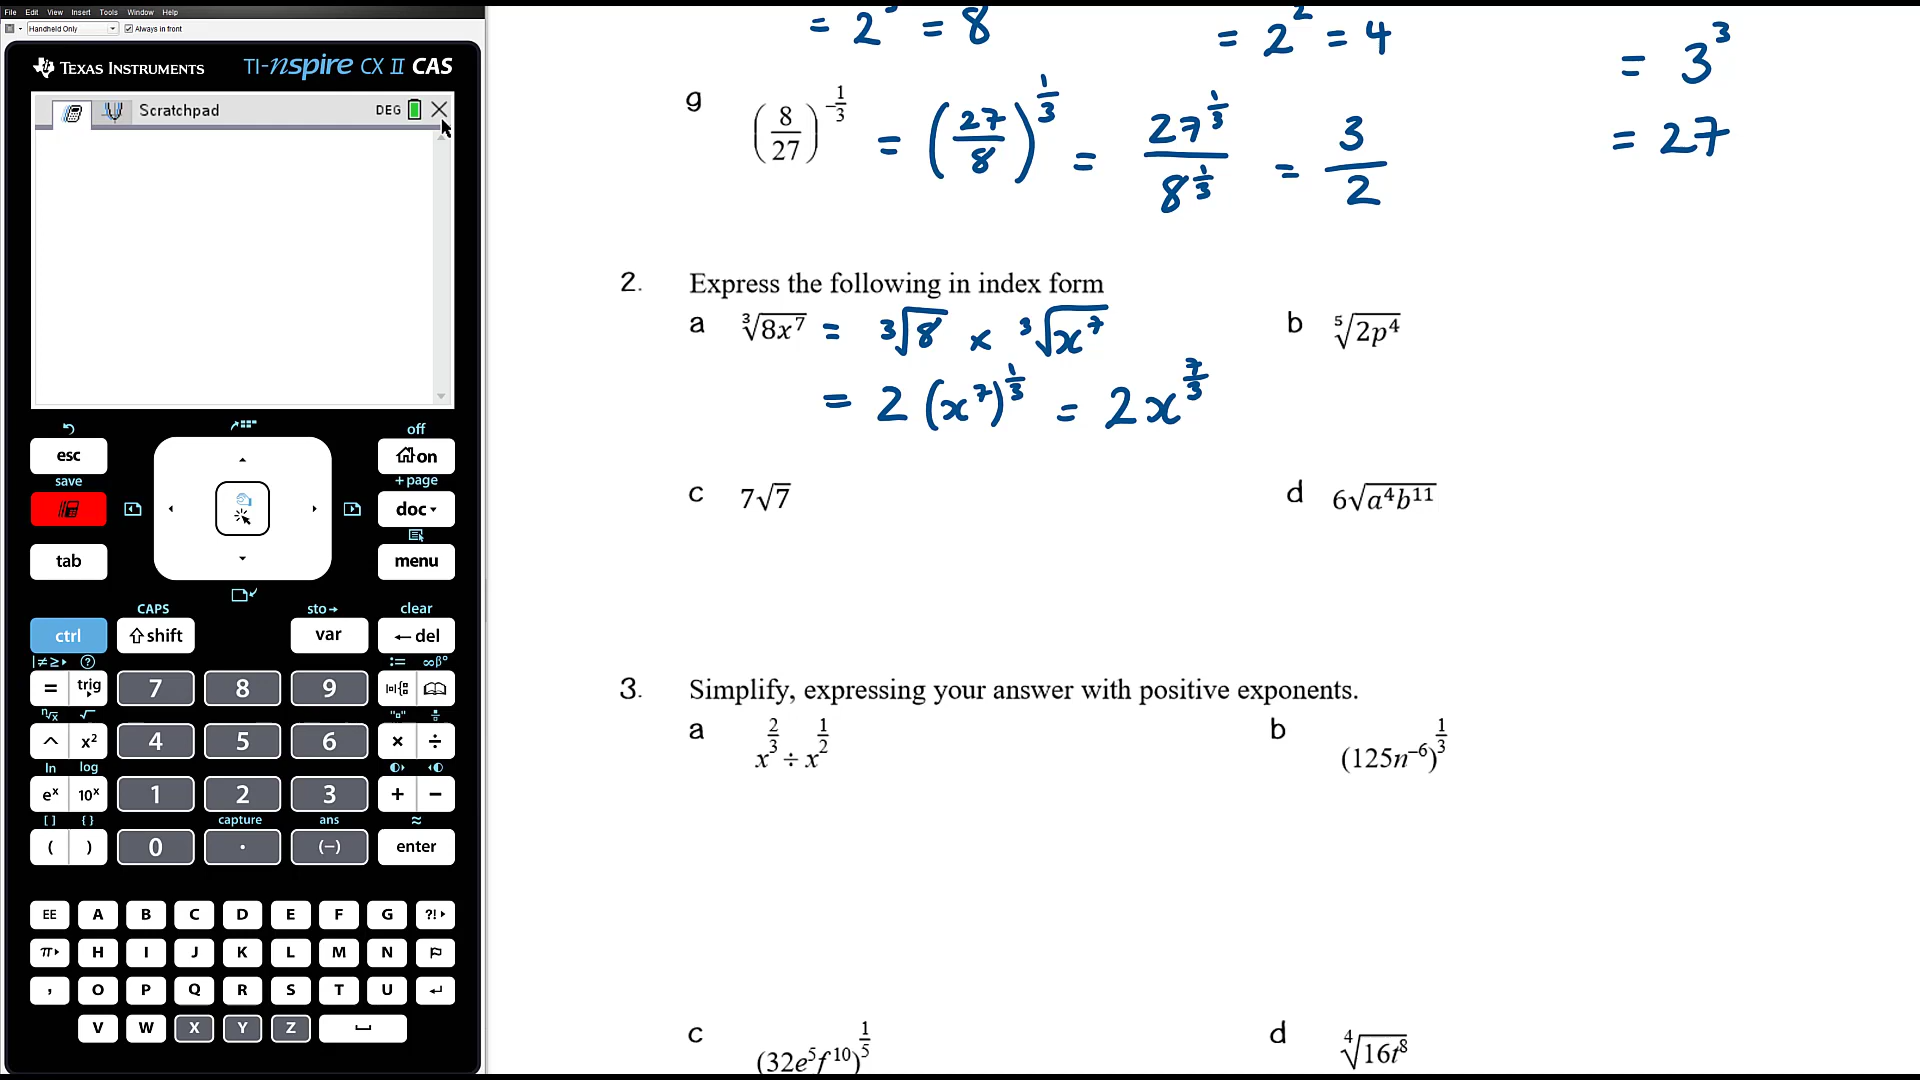 File Edit View Insert Tools Window Help
Handheld Only Always in front
TEXAS INSTRUMENTS TI-nspire CX II CAS
Scratchpad DEG
off
esc on
save + page
doc
tab menu
CAPS sto→ clear
ctrl shift var ←del
= trig 7 8 9
ⁿ√x √
^ x² 4 5 6 × ÷
ln log
eˣ 10ˣ 1 2 3 + −
[ ] { } capture ans ≈
( ) 0 . (−) enter
EE A B C D E F G ?!
π H I J K L M N
, O P Q R S T U
V W X Y Z
= 8
= 2² = 4
= 3³
g (8/27)^(-1/3) = (27/8)^(1/3) = 27^(1/3)/8^(1/3) = 3/2
= 27
2. Express the following in index form
a ∛(8x⁷) = ∛8 × ∛(x⁷)
= 2(x⁷)^(1/3) = 2x^(7/3)
b ⁵√(2p⁴)
c 7√7
d 6√(a⁴b¹¹)
3. Simplify, expressing your answer with positive exponents.
a x^(2/3) ÷ x^(1/2)
b (125n⁻⁶)^(1/3)
c (32e⁵f¹⁰)^(1/5)
d ⁴√(16t⁸)